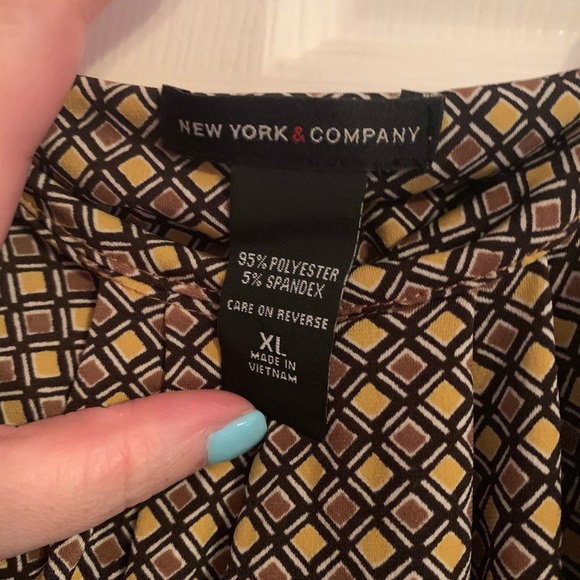 NEW YORK & COMPANY
95% POLYESTER
5% SPANDEX
CARE ON REVERSE
XL
MADE IN
VIETNAM